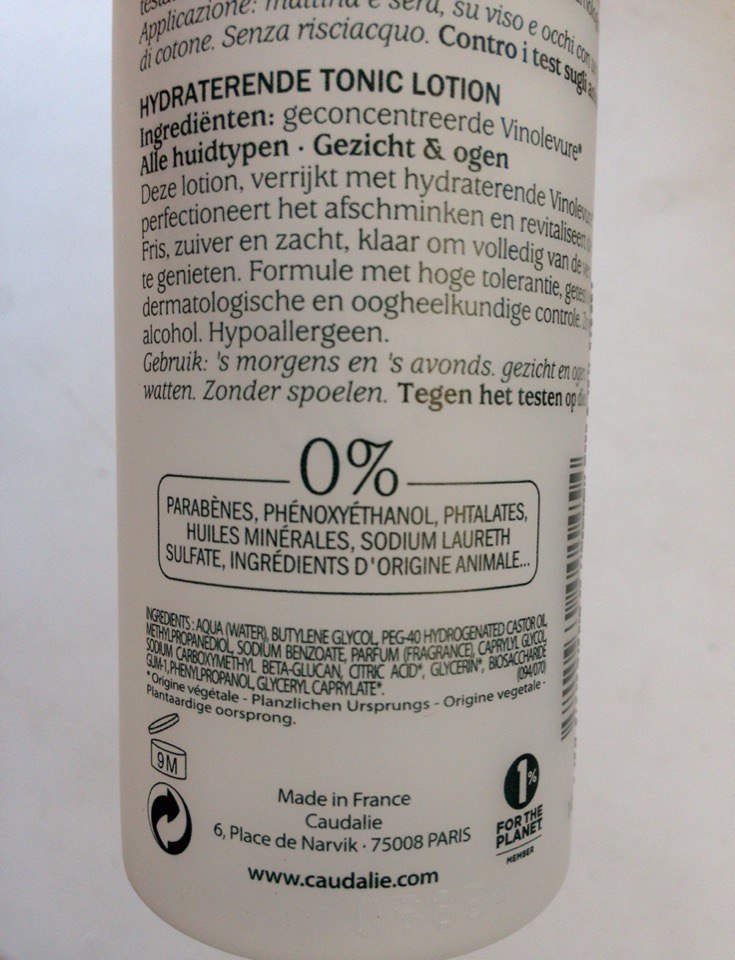 Applicazione: mattina e sera, su viso e occhi con
di cotone. Senza risciacquo. Contro i test sugli
HYDRATERENDE TONIC LOTION
Ingrediënten: geconcentreerde Vinolevure®
Alle huidtypen · Gezicht & ogen
Deze lotion, verrijkt met hydraterende
perfectioneert het afschminken en revitaliseert
Fris, zuiver en zacht, klaar om volledig van de
te genieten. Formule met hoge tolerantie,
dermatologische en oogheelkundige controle.
alcohol. Hypoallergeen.
Gebruik: 's morgens en 's avonds. gezicht en
watten. Zonder spoelen. Tegen het testen op
0%
PARABÈNES, PHÉNOXYÉTHANOL, PHTALATES,
HUILES MINÉRALES, SODIUM LAURETH
SULFATE, INGRÉDIENTS D'ORIGINE ANIMALE...
INGREDIENTS : AQUA (WATER), BUTYLENE GLYCOL, PEG-40 HYDROGENATED CASTOR OIL,
METHYLPROPANEDIOL, SODIUM BENZOATE, PARFUM (FRAGRANCE), CAPRYLYL GLYCOL,
SODIUM CARBOXYMETHYL BETA-GLUCAN, CITRIC ACID*, GLYCERIN*, BIOSACCHARIDE
GUM-1, PHENYLPROPANOL, GLYCERYL CAPRYLATE*. (094/070)
*Origine végétale - Planzlichen Ursprungs - Origine vegetale -
Plantaardige oorsprong.
9M
1%
FOR THE
PLANET
MEMBER
Made in France
Caudalie
6, Place de Narvik · 75008 PARIS
www.caudalie.com